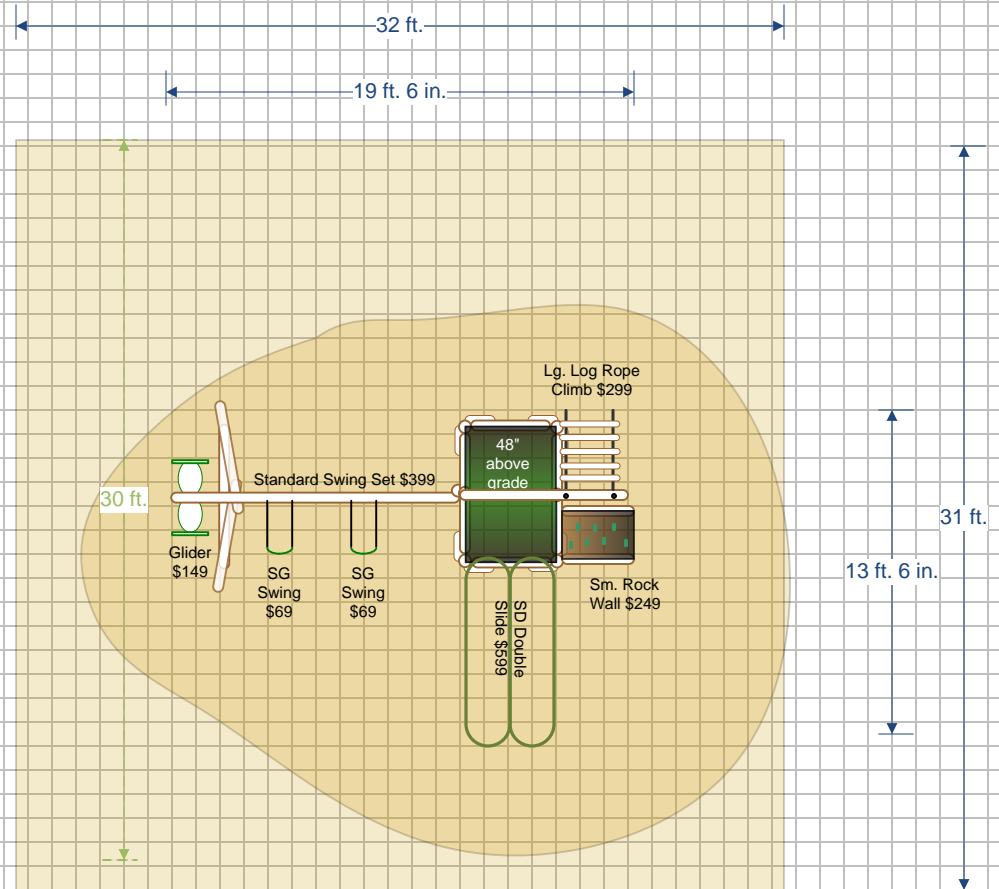 32 ft.
19 ft. 6 in.
Lg. Log Rope
Climb $299
48"
above
grade
Standard Swing Set $399
30 ft.
31 ft.
Glider
$149
SG
Swing
$69
SG
Swing
$69
13 ft. 6 in.
Sm. Rock
Wall $249
SD Double
Slide $599